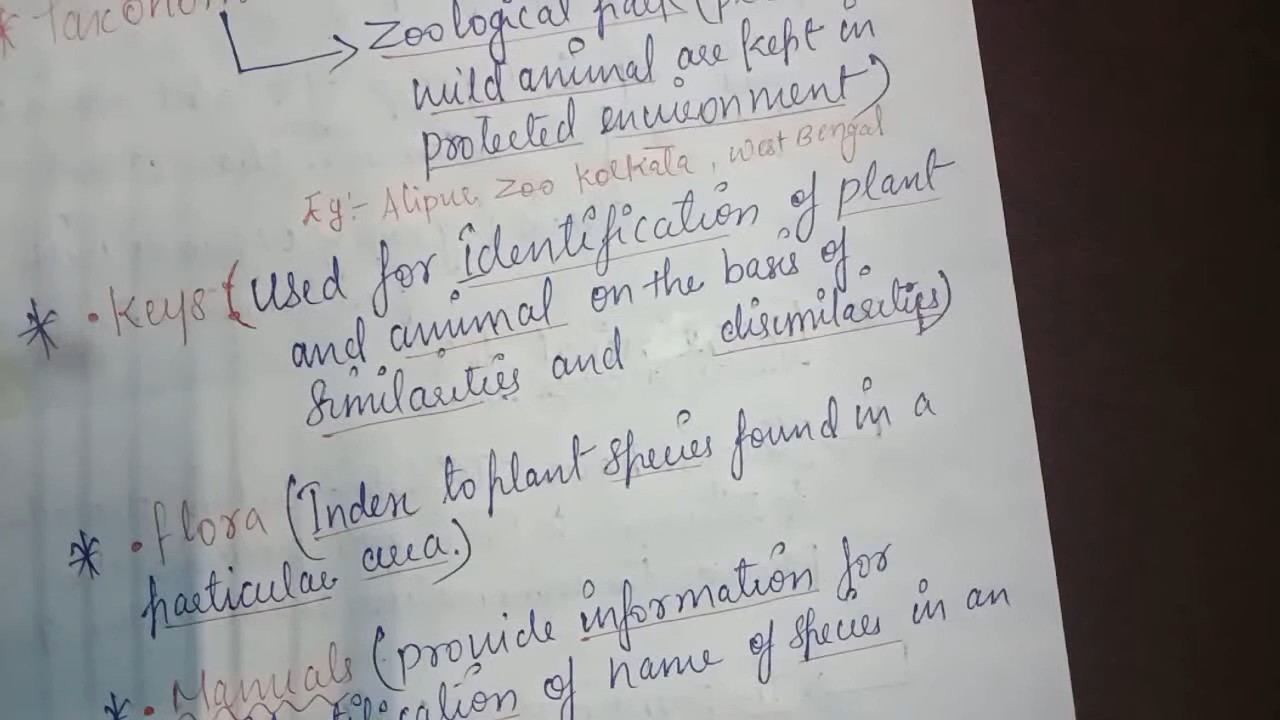 * Taxonom
Zoological park (p
wild animal are kept in
protected environment)
Eg:- Alipur Zoo Kolkata, West Bengal
* • Keys (used for identification of plant
and animal on the basis of
similarities and dissimilarities)
* • flora (Index to plant species found in a
particular area.)
* • Manuals (provide information for
ification of name of species in an